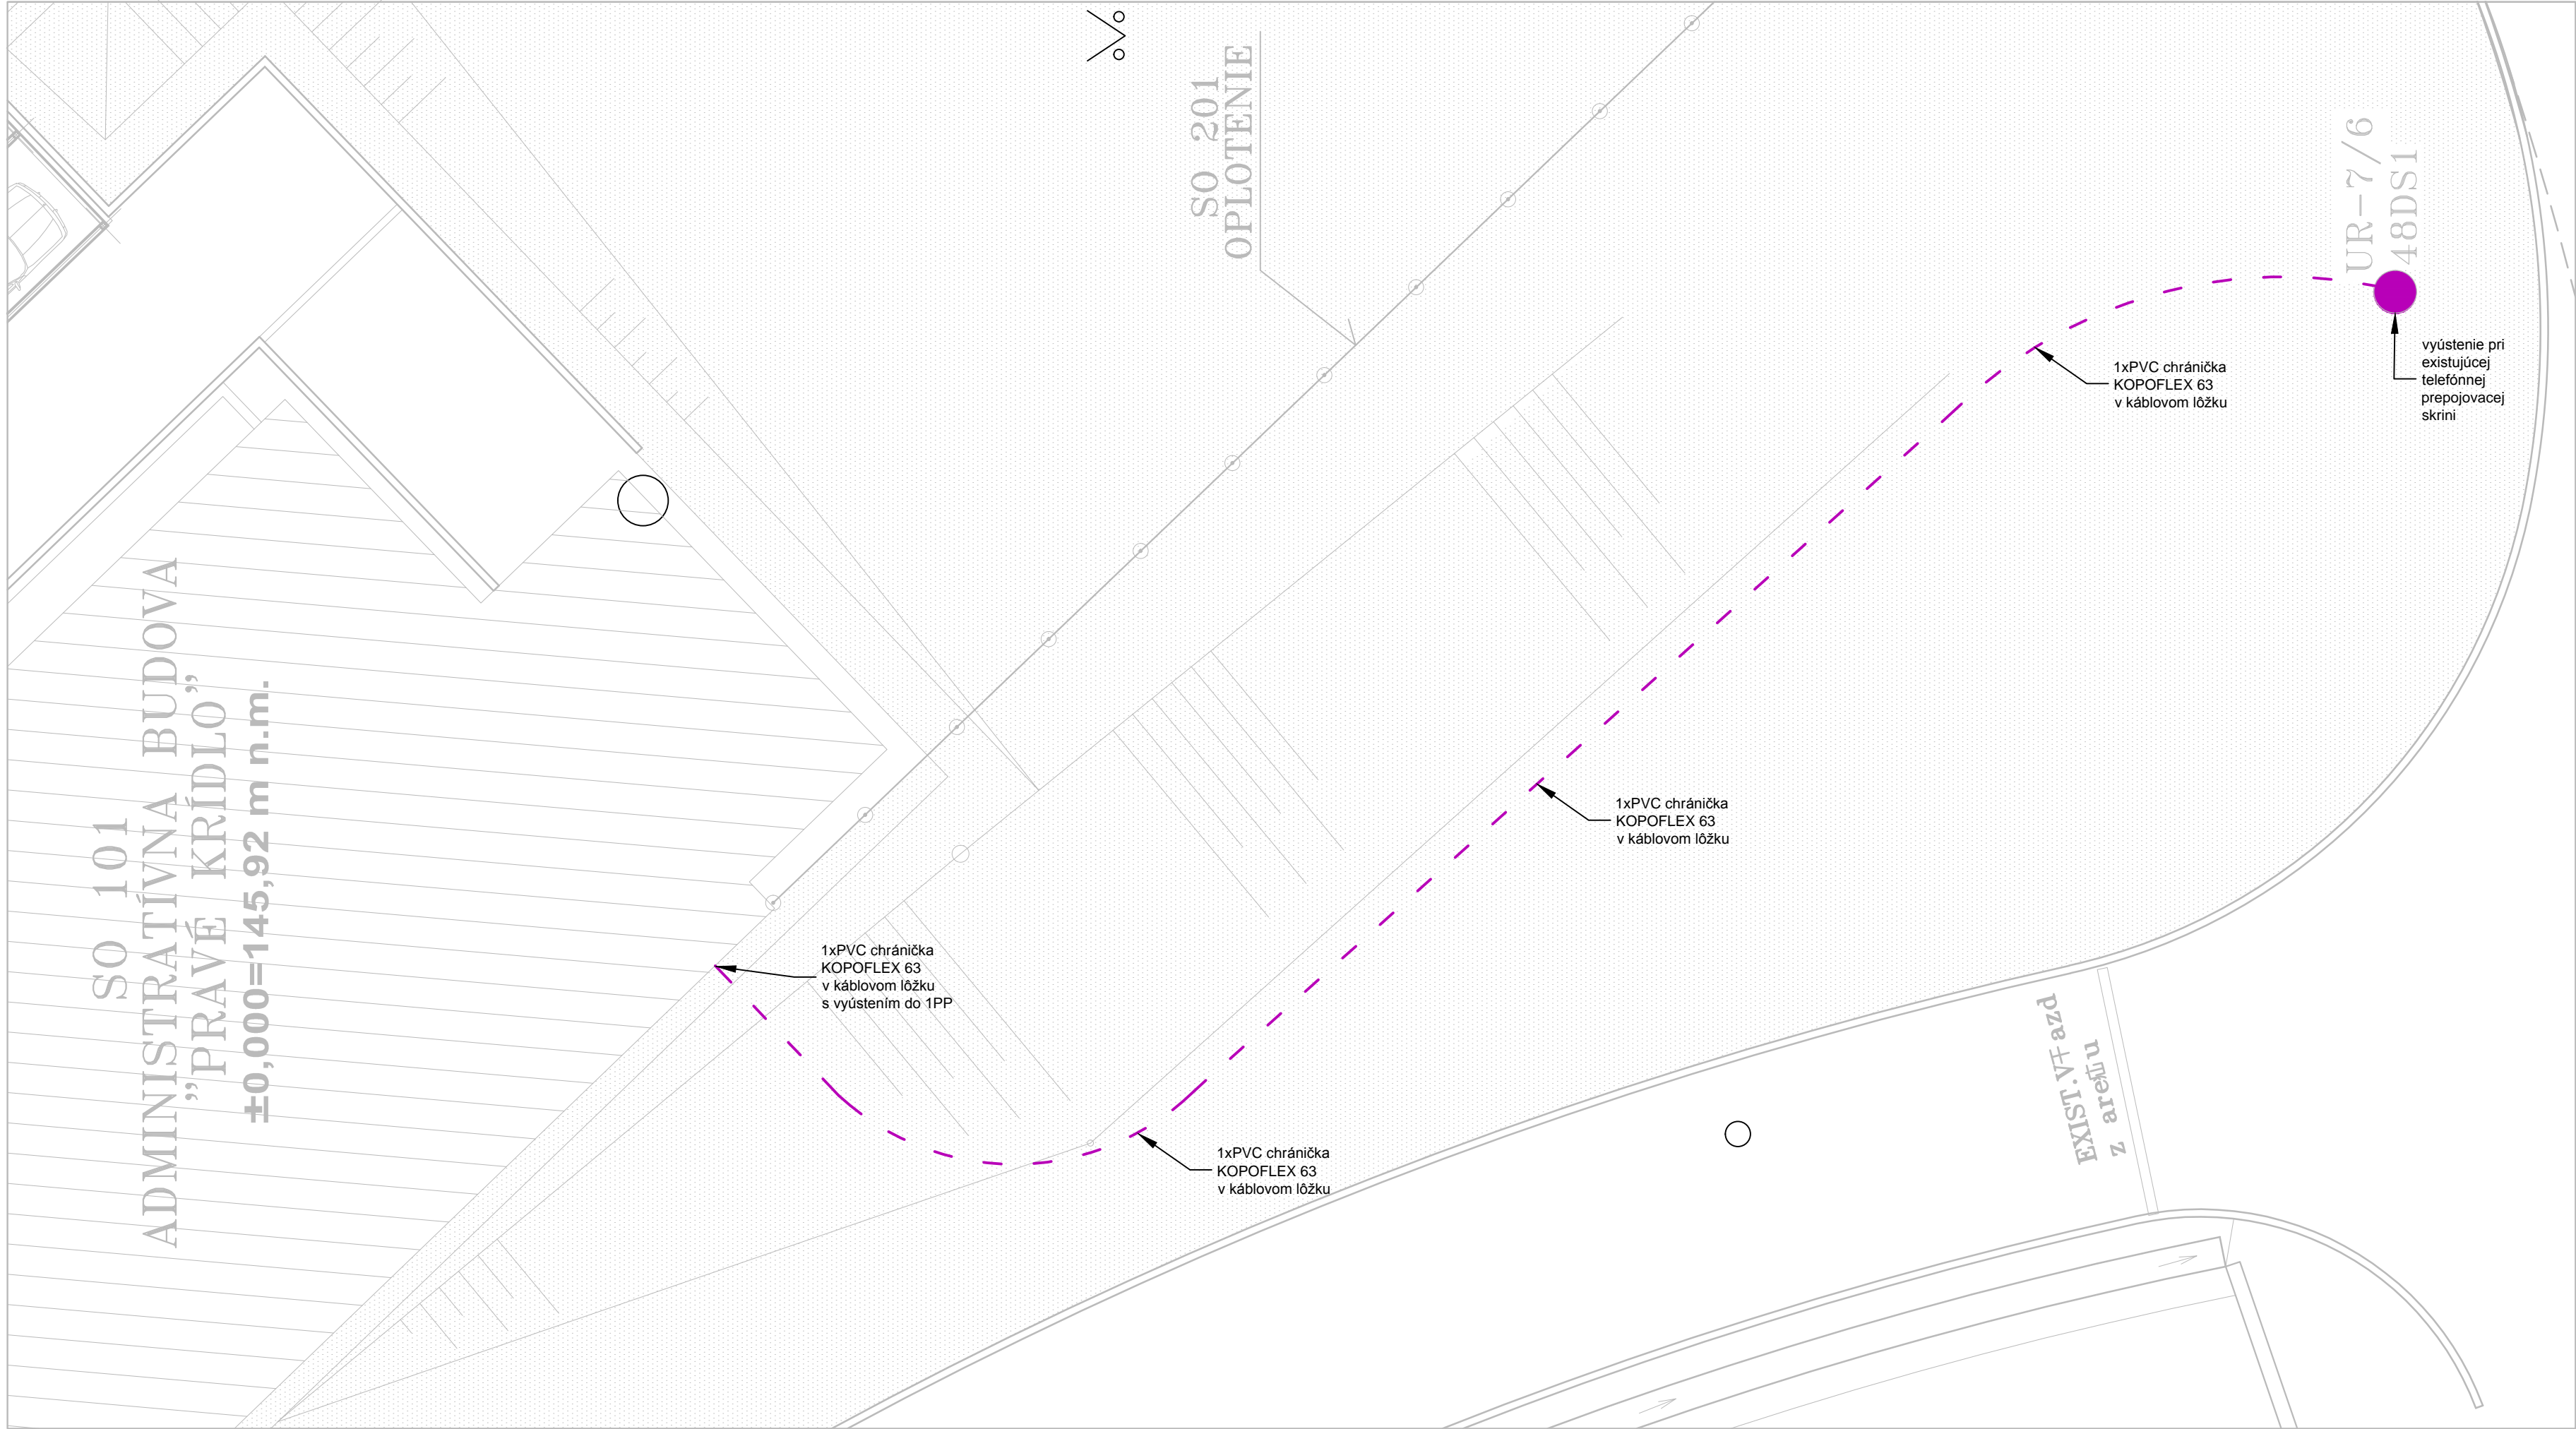 SO 201
OPLOTENIE
UR-7/6
48DS1
vyústenie pri
existujúcej
telefónnej
prepojovacej
skrini
1xPVC chránička
KOPOFLEX 63
v káblovom lôžku
1xPVC chránička
KOPOFLEX 63
v káblovom lôžku
SO 101
ADMINISTRATÍVNA BUDOVA
"PRAVÉ KRÍDLO"
±0,000=145,92 m n.m.
1xPVC chránička
KOPOFLEX 63
v káblovom lôžku
s vyústením do 1PP
1xPVC chránička
KOPOFLEX 63
v káblovom lôžku
EXIST.
z